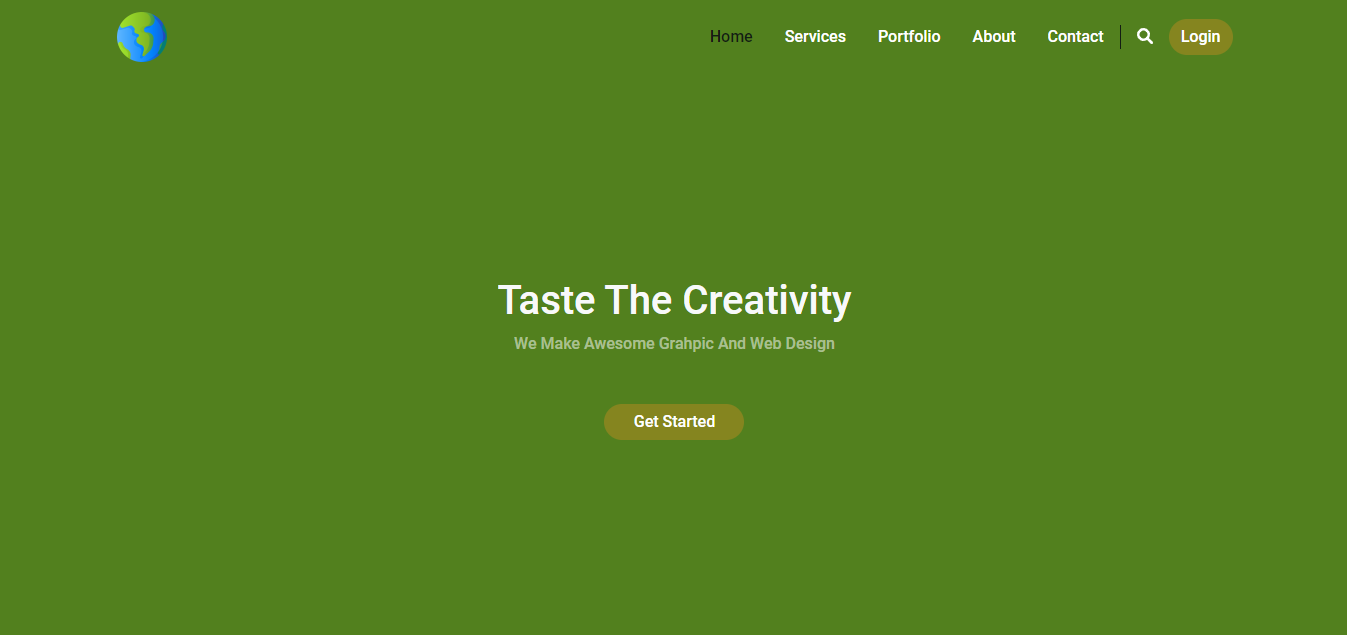 Home Services Portfolio About Contact Login
Taste The Creativity
We Make Awesome Grahpic And Web Design
Get Started